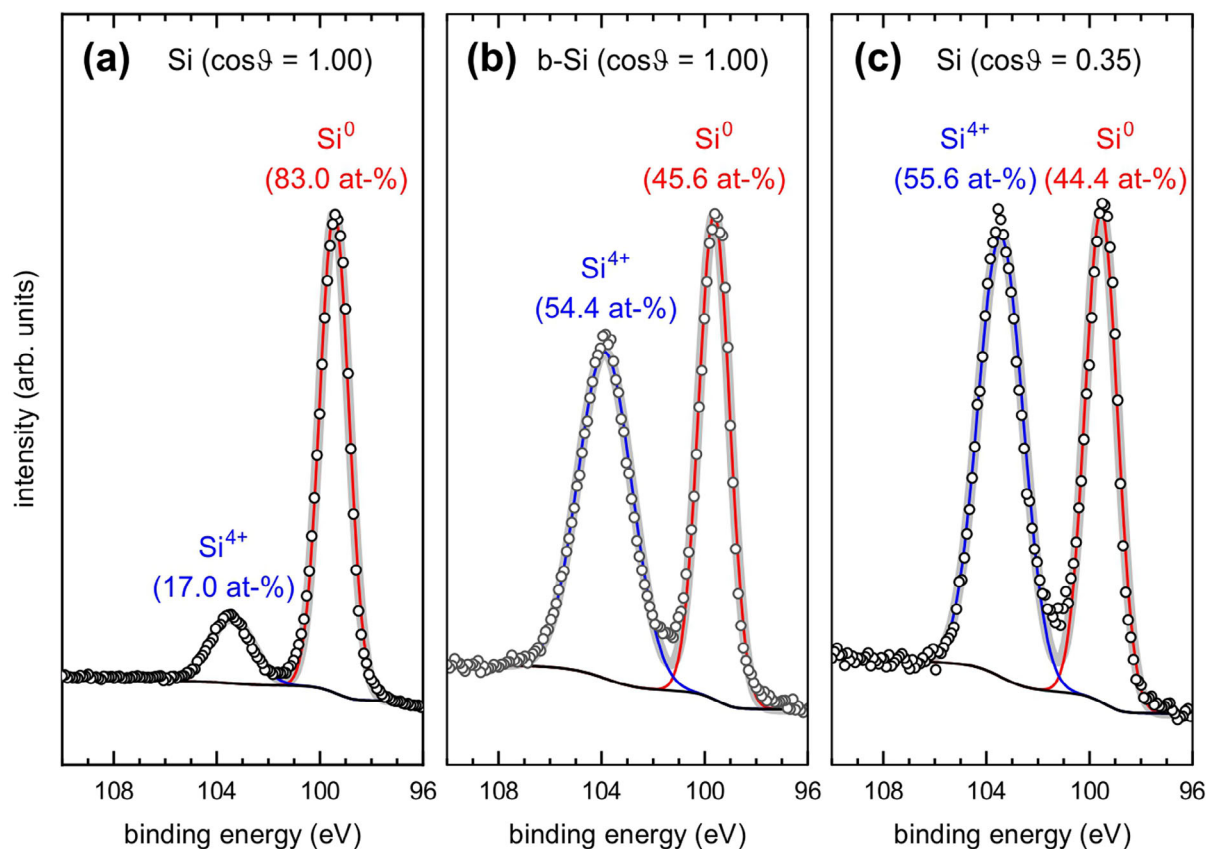 (a) Si (cosϑ = 1.00)
Si⁰
(83.0 at-%)
Si⁴⁺
(17.0 at-%)
108 104 100 96
binding energy (eV)
intensity (arb. units)
(b) b-Si (cosϑ = 1.00)
Si⁰
(45.6 at-%)
Si⁴⁺
(54.4 at-%)
108 104 100 96
binding energy (eV)
(c) Si (cosϑ = 0.35)
Si⁴⁺ Si⁰
(55.6 at-%) (44.4 at-%)
108 104 100 96
binding energy (eV)